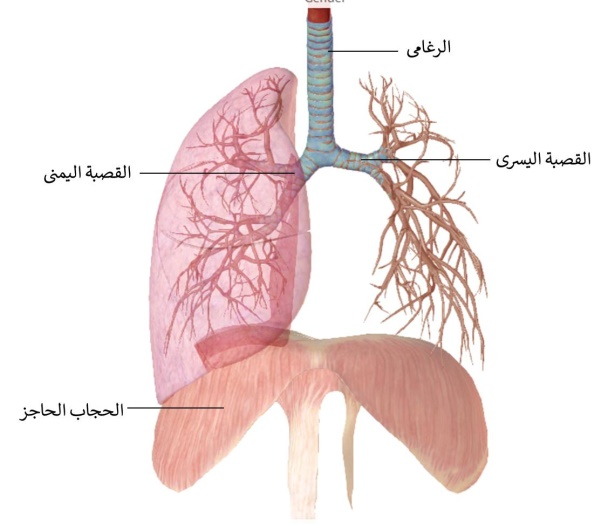 الرغامى
القصبة اليسرى
القصبة اليمنى
الحجاب الحاجز